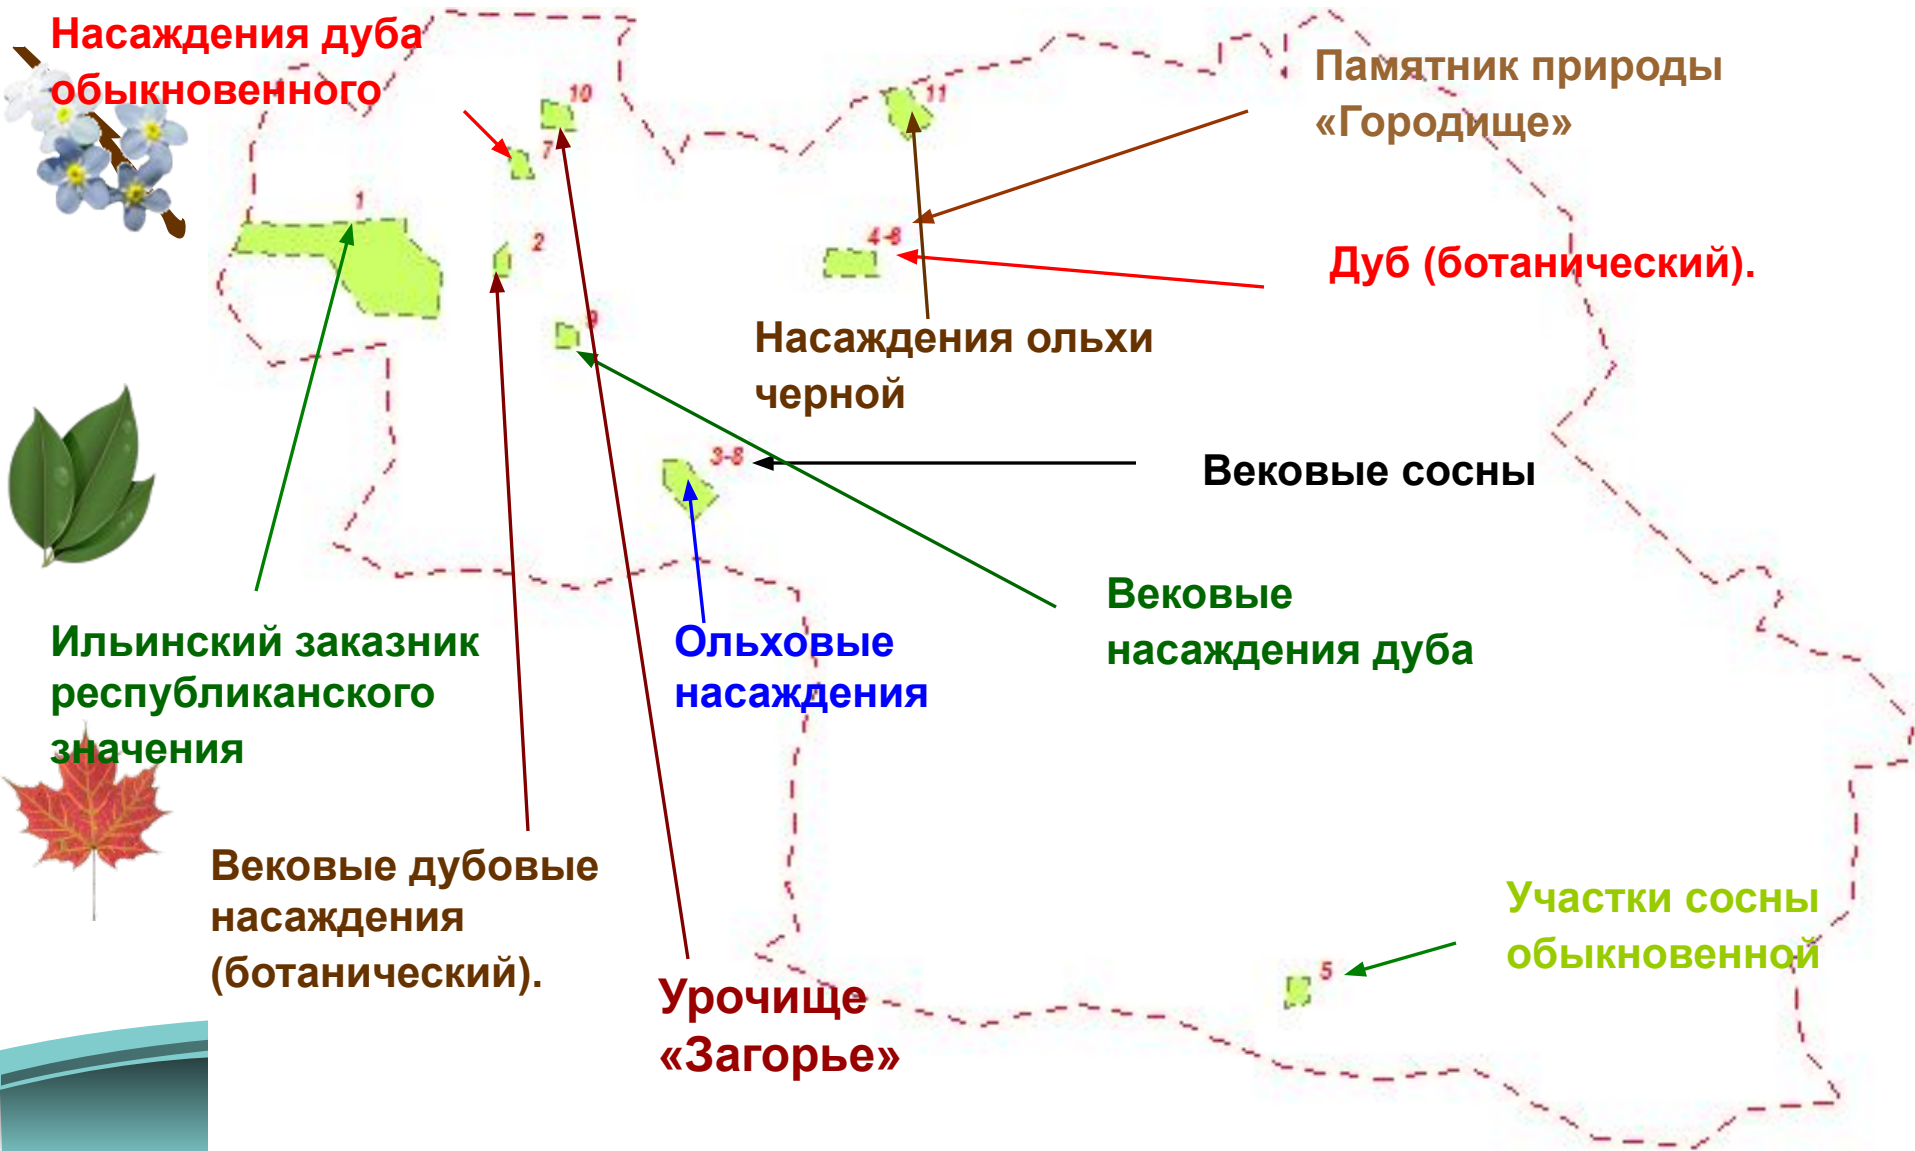 Насаждения дуба
обыкновенного
10
11
7
Памятник природы
«Городище»
1
2
4-6
Дуб (ботанический).
9
Насаждения ольхи
черной
3-8
Вековые сосны
Вековые
насаждения дуба
Ильинский заказник
республиканского
значения
Ольховые
насаждения
Вековые дубовые
насаждения
(ботанический).
Участки сосны
обыкновенной
5
Урочище
«Загорье»